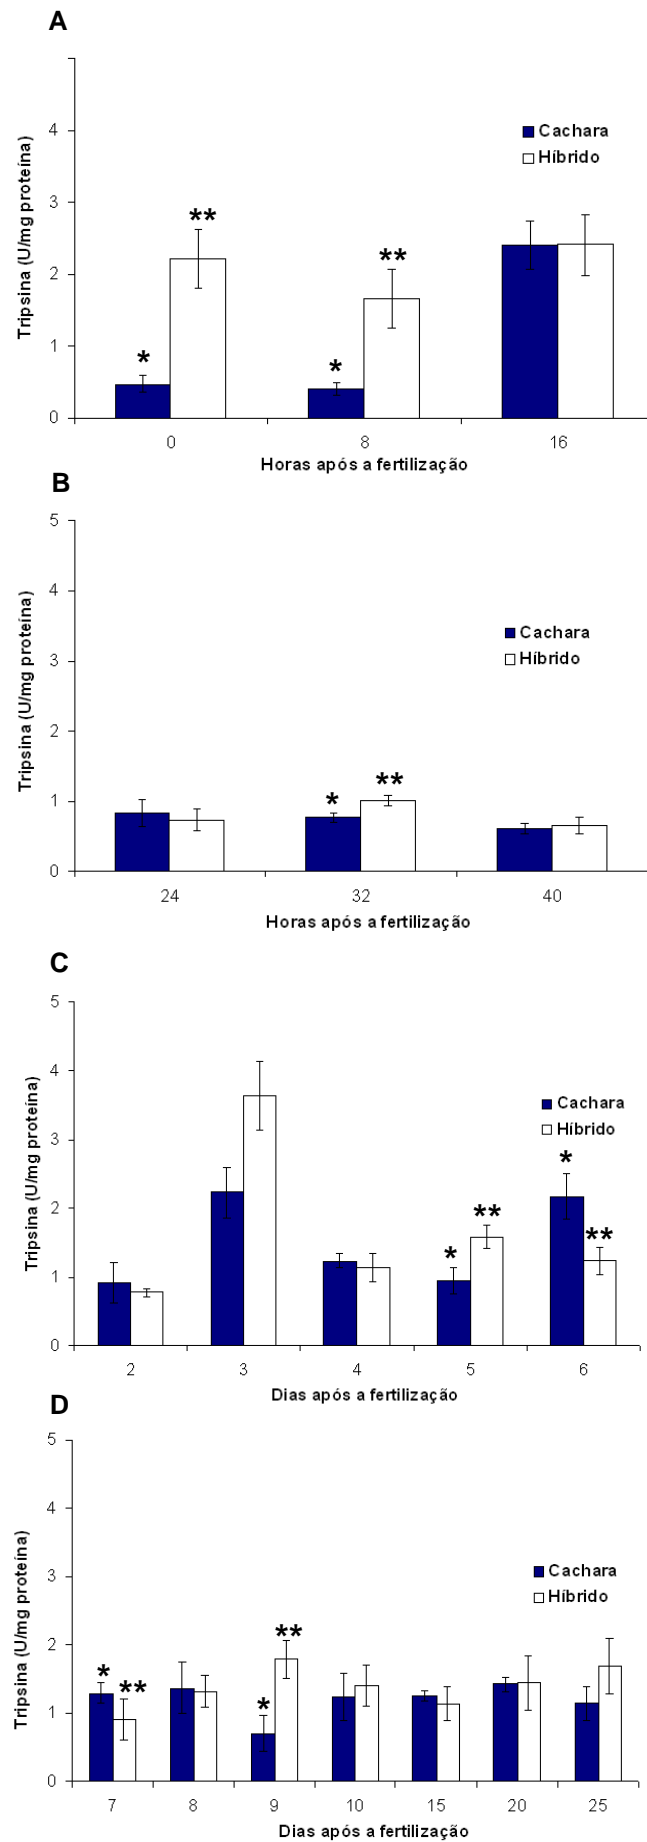 A
Tripsina (U/mg proteína)
4
3
2
1
0
Cachara
Híbrido
*
**
*
**
0 8 16
Horas após a fertilização
B
Tripsina (U/mg proteína)
5
4
3
2
1
0
Cachara
Híbrido
*
**
24 32 40
Horas após a fertilização
C
Tripsina (U/mg proteína)
5
4
3
2
1
0
Cachara
Híbrido
*
**
*
**
2 3 4 5 6
Dias após a fertilização
D
Tripsina (U/mg proteína)
5
4
3
2
1
0
Cachara
Híbrido
*
**
*
**
7 8 9 10 15 20 25
Dias após a fertilização